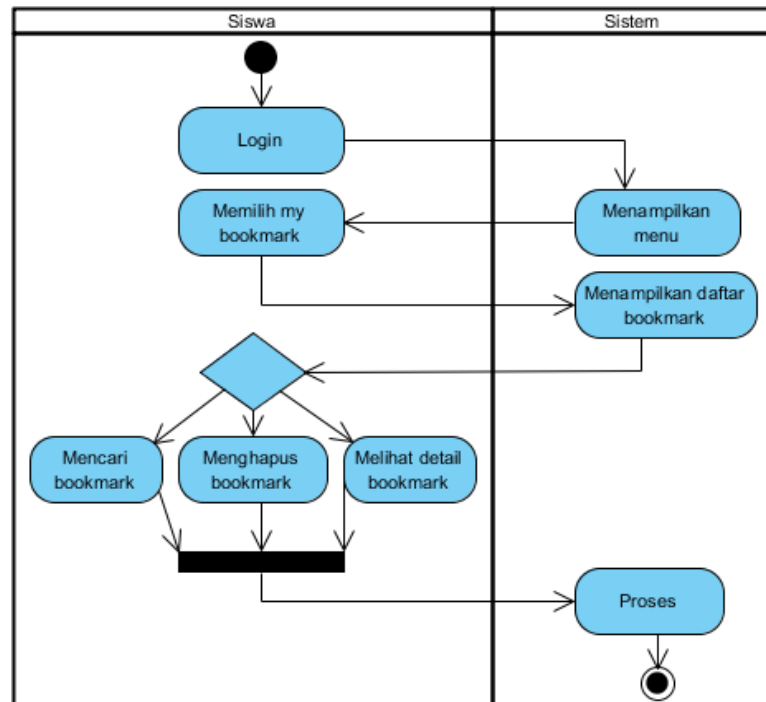 Siswa
Sistem
Login
Memilih my
bookmark
Menampilkan
menu
Menampilkan daftar
bookmark
Mencari
bookmark
Menghapus
bookmark
Melihat detail
bookmark
Proses